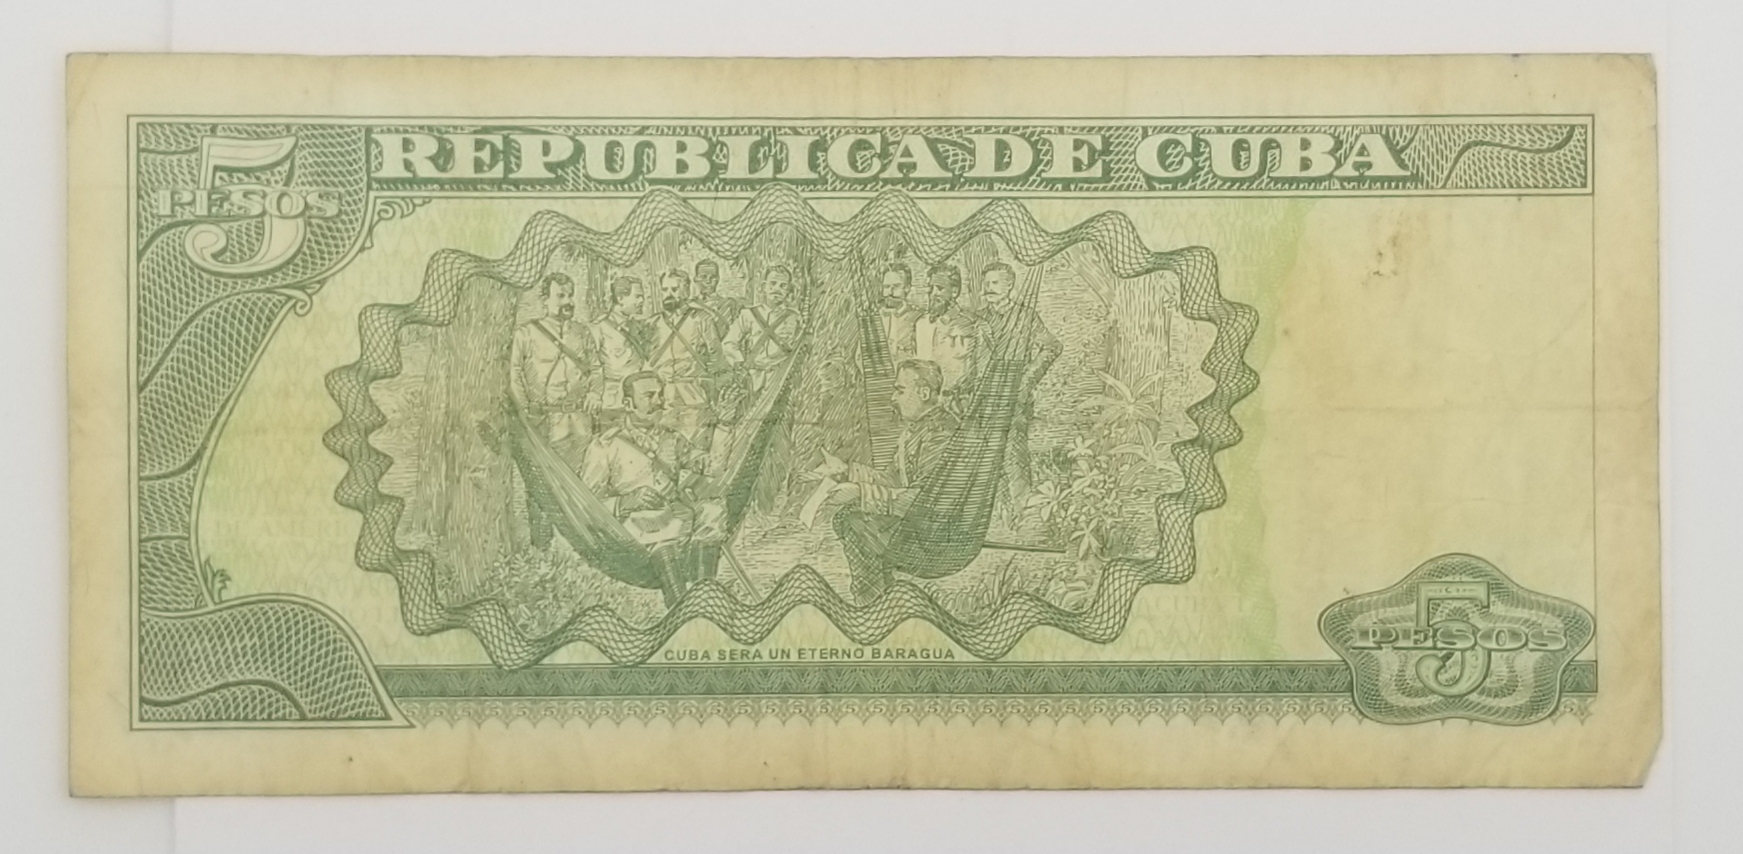 REPUBLICA DE CUBA
5
PESOS
CUBA SERA UN ETERNO BARAGUA
5
PESOS